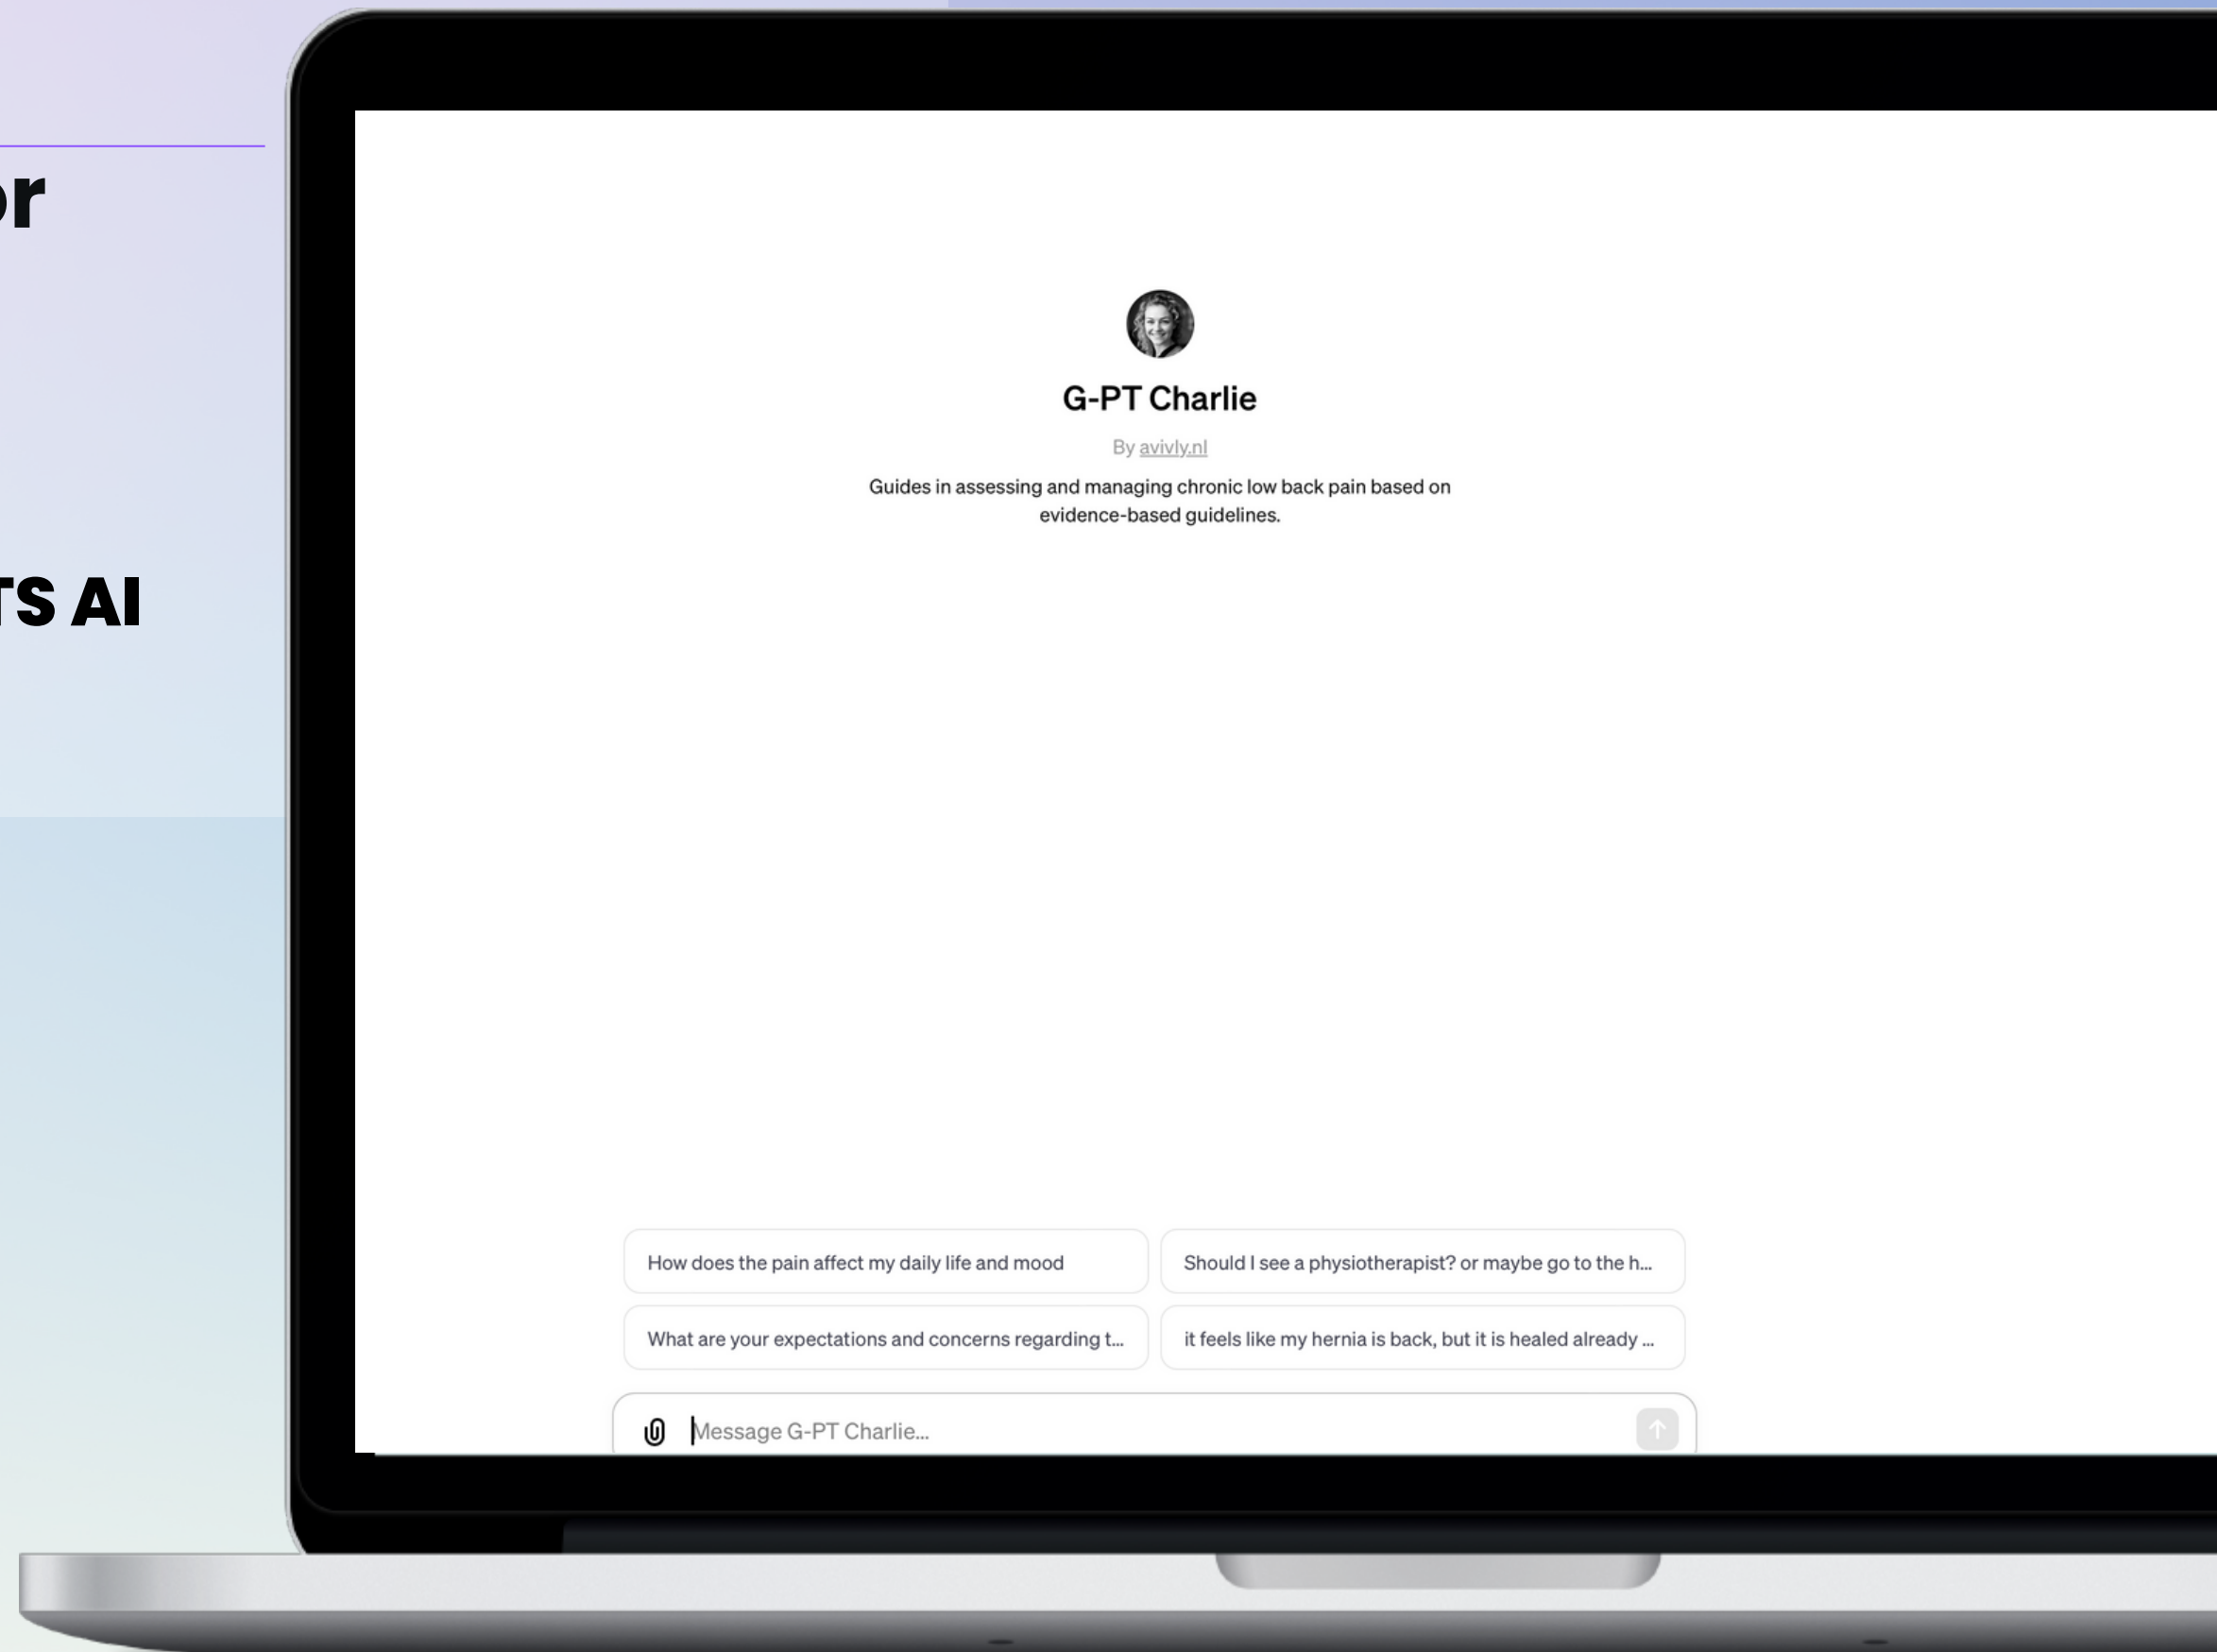 or
TS AI
G-PT Charlie
By avivly.nl
Guides in assessing and managing chronic low back pain based on
evidence-based guidelines.
How does the pain affect my daily life and mood
Should I see a physiotherapist? or maybe go to the h...
What are your expectations and concerns regarding t...
it feels like my hernia is back, but it is healed already ...
Message G-PT Charlie...